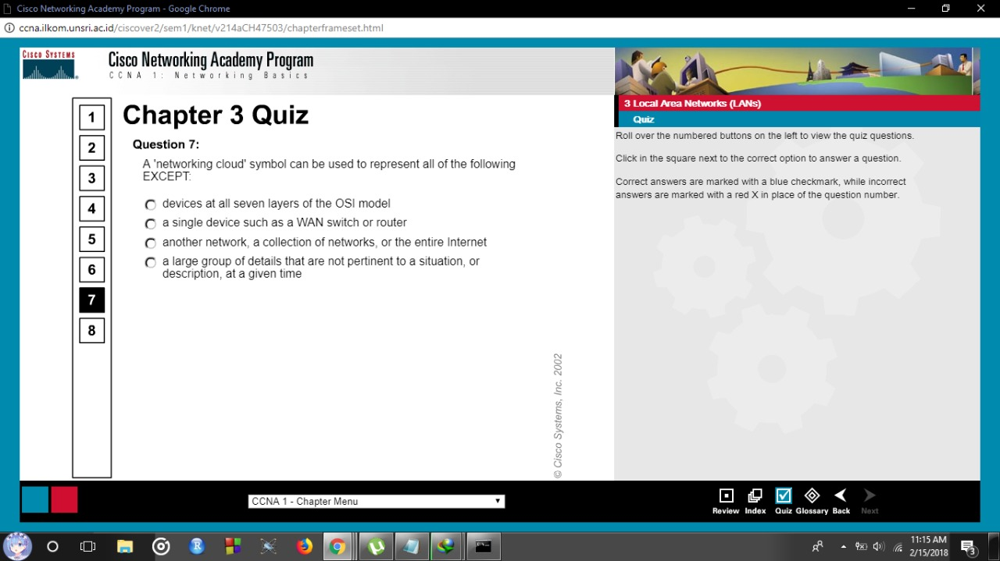 Cisco Networking Academy Program - Google Chrome
ccna.ilkom.unsri.ac.id/ciscover2/sem1/knet/v214aCH47503/chapterframeset.html
CISCO SYSTEMS
Cisco Networking Academy Program
CCNA 1: Networking Basics
3 Local Area Networks (LANs)
Quiz
Roll over the numbered buttons on the left to view the quiz questions.
Click in the square next to the correct option to answer a question.
Correct answers are marked with a blue checkmark, while incorrect
answers are marked with a red X in place of the question number.
1
2
3
4
5
6
7
8
Chapter 3 Quiz
Question 7:
A 'networking cloud' symbol can be used to represent all of the following
EXCEPT:
devices at all seven layers of the OSI model
a single device such as a WAN switch or router
another network, a collection of networks, or the entire Internet
a large group of details that are not pertinent to a situation, or
description, at a given time
© Cisco Systems, Inc. 2002
CCNA 1 - Chapter Menu
Review Index Quiz Glossary Back Next
11:15 AM
2/15/2018
3